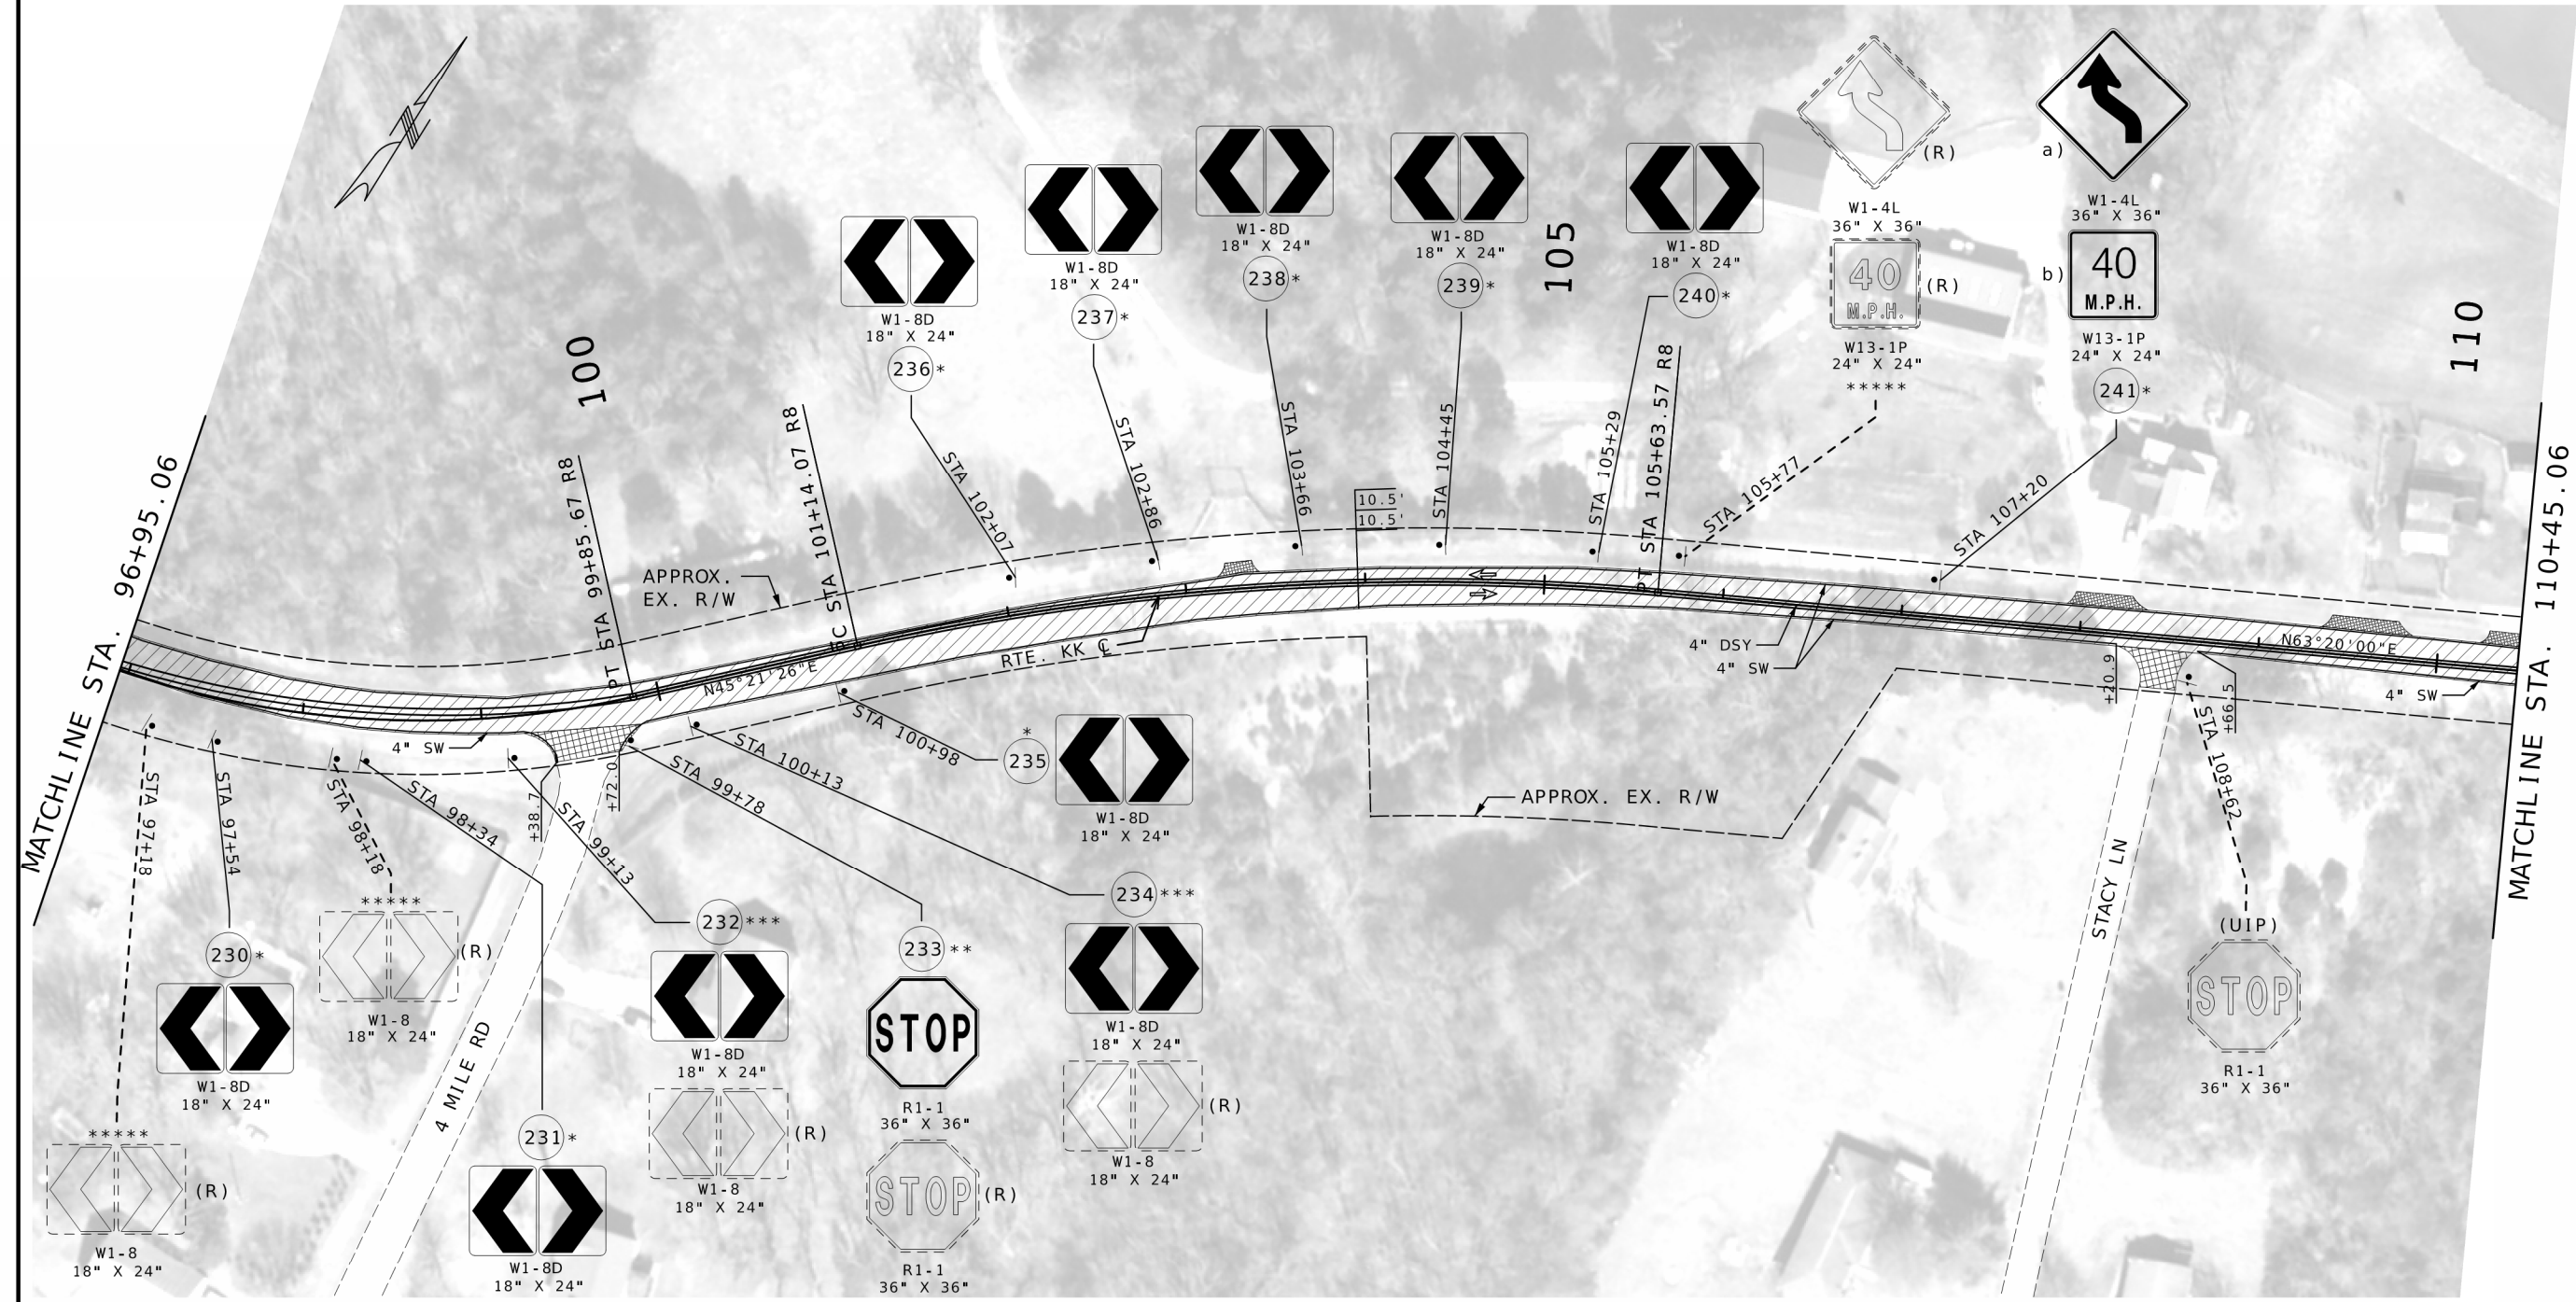 W1-4L
36" X 36"
(R)
40
M.P.H.
(R)
W13-1P
24" X 24"
*****
STA 105+77
a)
W1-4L
36" X 36"
b)
40
M.P.H.
W13-1P
24" X 24"
241*
STA 107+20
W1-8D
18" X 24"
236*
STA 102+07
W1-8D
18" X 24"
237*
STA 102+86
W1-8D
18" X 24"
238*
STA 103+66
W1-8D
18" X 24"
239*
STA 104+45
W1-8D
18" X 24"
240*
STA 105+29
100
105
110
MATCHLINE STA. 96+95.06
PT STA 99+85.67 R8
PC STA 101+14.07 R8
PT STA 105+63.57 R8
MATCHLINE STA. 110+45.06
APPROX.
EX. R/W
10.5'
10.5'
N45°21'26"E
RTE. KK ℄
4" DSY
4" SW
N63°20'00"E
4" SW
4" SW
+38.7
+72.0
+20.9
+66.5
APPROX. EX. R/W
STA 97+18
*****
(R)
W1-8
18" X 24"
STA 97+54
230*
W1-8D
18" X 24"
STA 98+18
*****
(R)
W1-8
18" X 24"
STA 98+34
231*
W1-8D
18" X 24"
4 MILE RD
STA 99+13
232***
W1-8D
18" X 24"
(R)
W1-8
18" X 24"
STA 99+78
233**
STOP
R1-1
36" X 36"
STOP
(R)
R1-1
36" X 36"
STA 100+13
234***
W1-8D
18" X 24"
(R)
W1-8
18" X 24"
STA 100+98
*
235
W1-8D
18" X 24"
STACY LN
STA 108+62
(UIP)
STOP
R1-1
36" X 36"